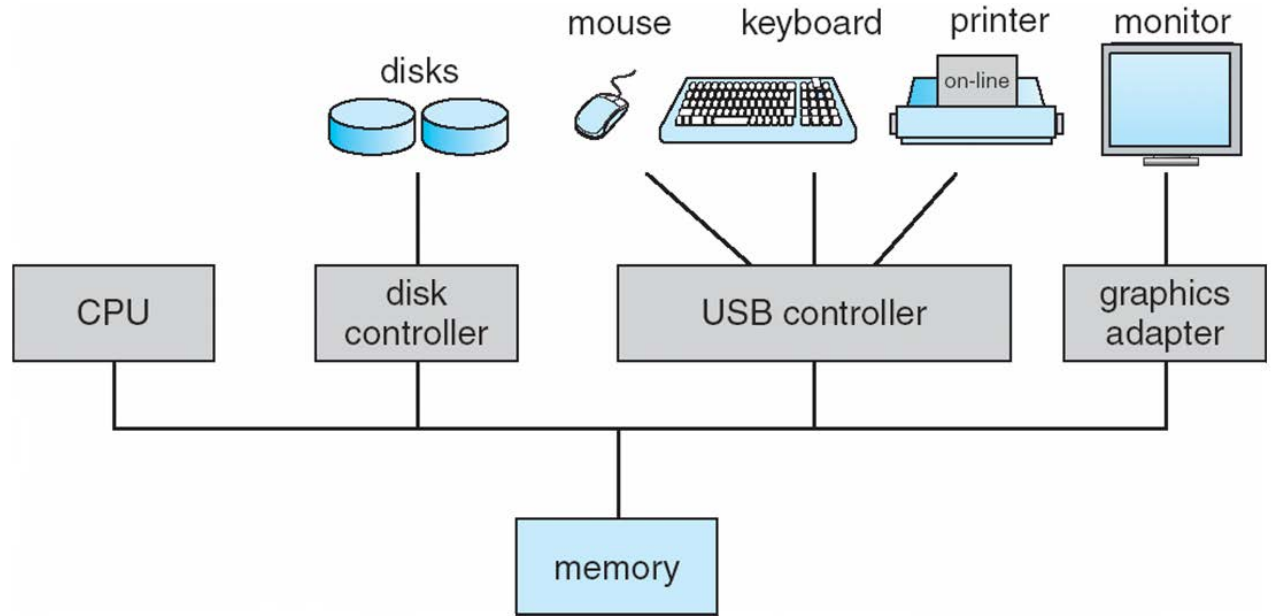 mouse
keyboard
printer
monitor
disks
on-line
CPU
disk
controller
USB controller
graphics
adapter
memory